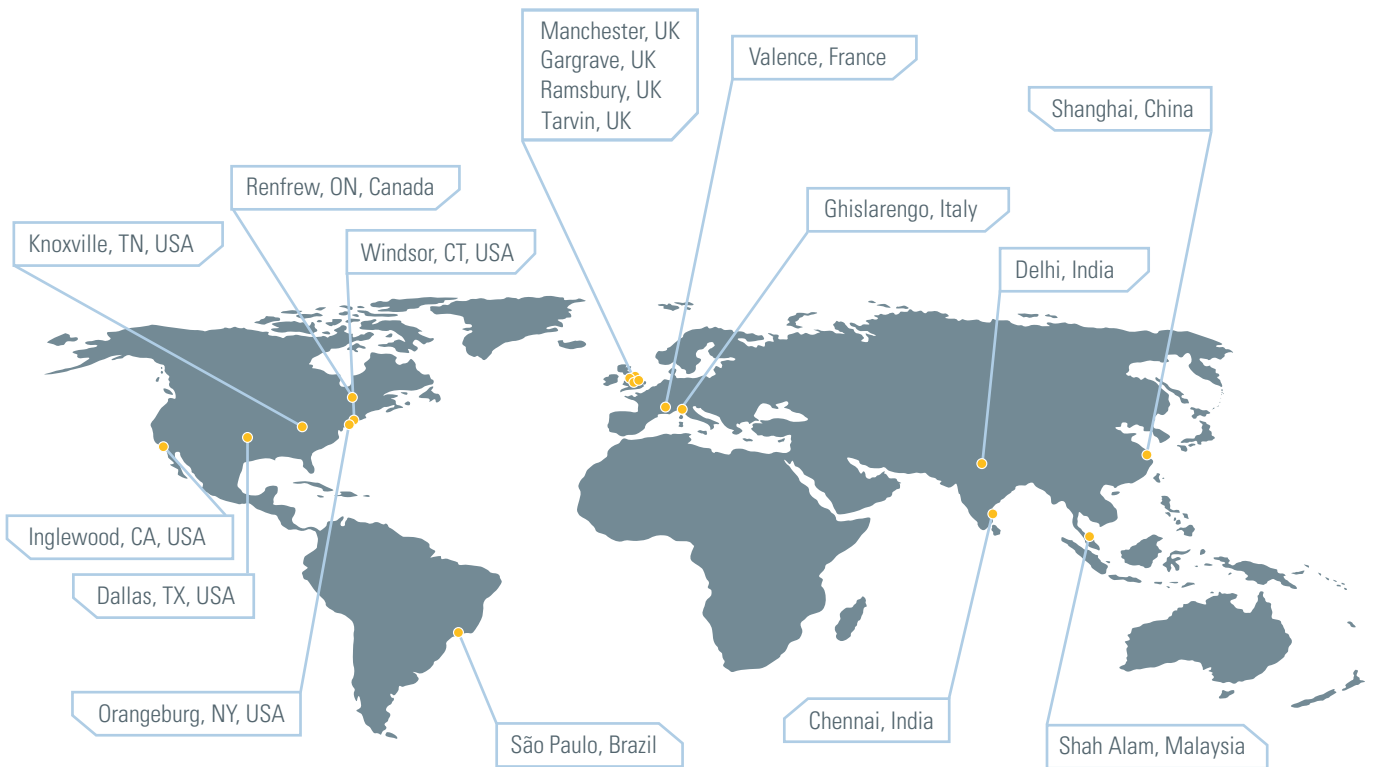 Manchester, UK
Gargrave, UK
Ramsbury, UK
Tarvin, UK
Valence, France
Shanghai, China
Renfrew, ON, Canada
Ghislarengo, Italy
Knoxville, TN, USA
Windsor, CT, USA
Delhi, India
Inglewood, CA, USA
Dallas, TX, USA
Orangeburg, NY, USA
São Paulo, Brazil
Chennai, India
Shah Alam, Malaysia